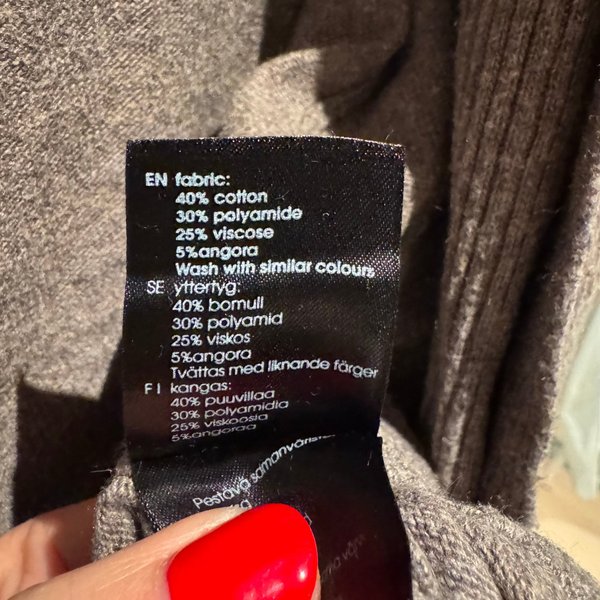 EN fabric:
40% cotton
30% polyamide
25% viscose
5%angora
Wash with similar colours
SE yttertyg:
40% bomull
30% polyamid
25% viskos
5%angora
Tvättas med liknande färger
FI kangas:
40% puuvillaa
30% polyamidia
25% viskoosia
5%angoraa
Pestävä